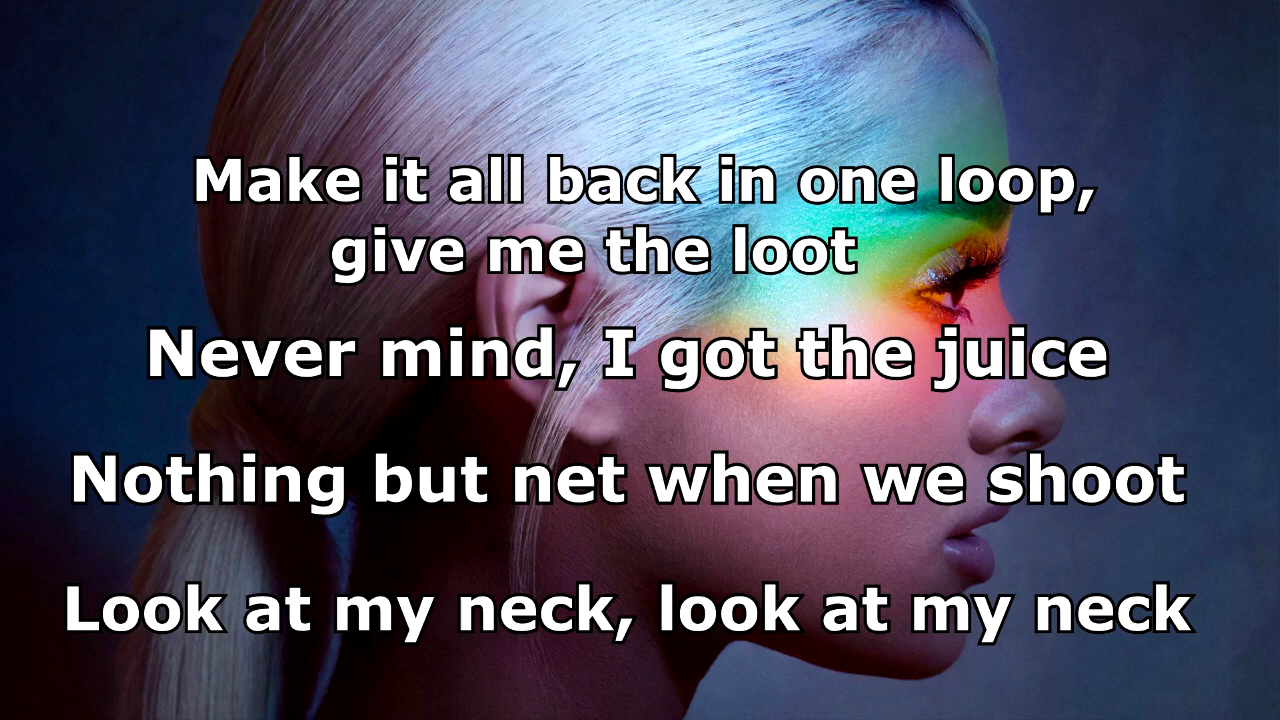 Make it all back in one loop,
give me the loot
Never mind, I got the juice
Nothing but net when we shoot
Look at my neck, look at my neck